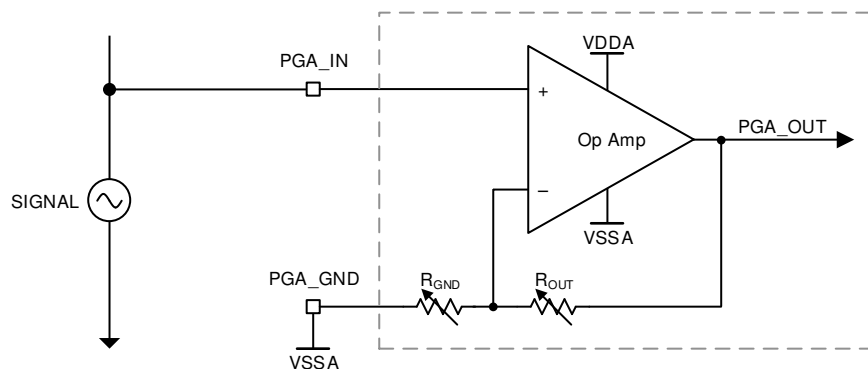 VDDA
PGA_IN
+
Op Amp
PGA_OUT
SIGNAL
−
VSSA
PGA_GND
RGND
ROUT
VSSA